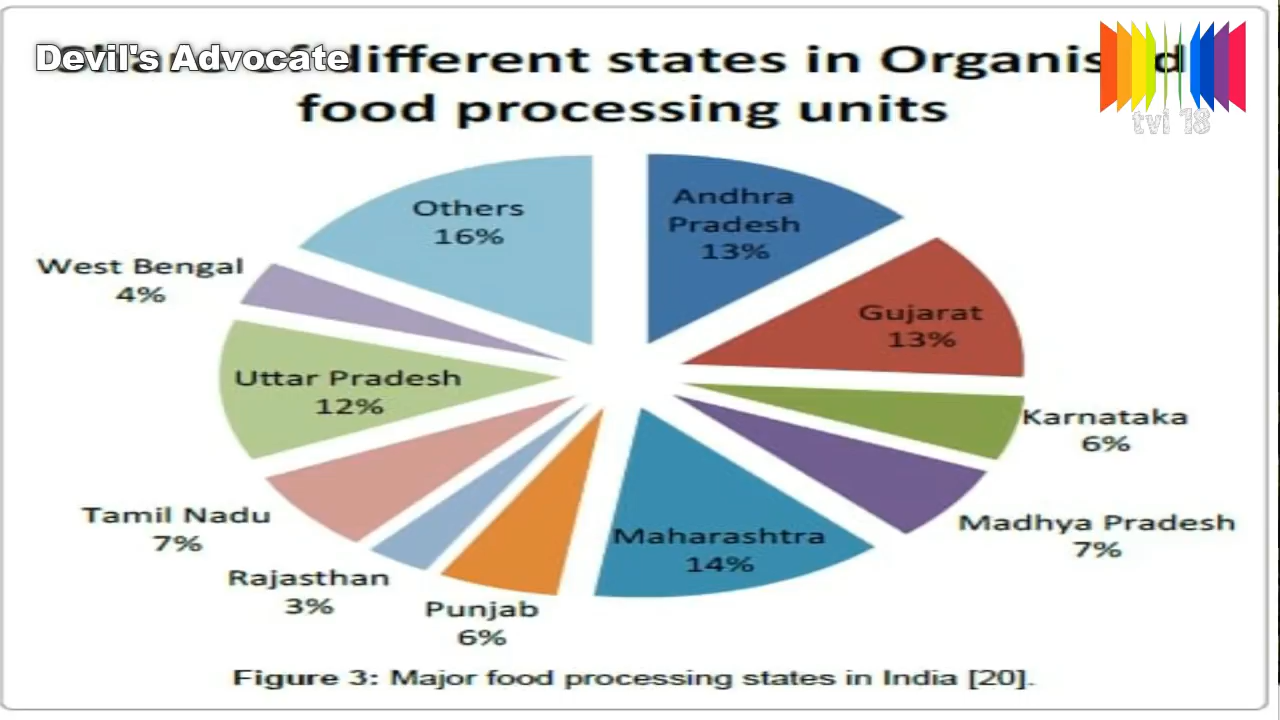 Devil's Advocate
different states in
food processing units
tvl 18
Others
16%
Andhra
Pradesh
13%
West Bengal
4%
Gujarat
13%
Uttar Pradesh
12%
Karnataka
6%
Tamil Nadu
7%
Madhya Pradesh
7%
Maharashtra
14%
Rajasthan
3%
Punjab
6%
Figure 3: Major food processing states in India [20].